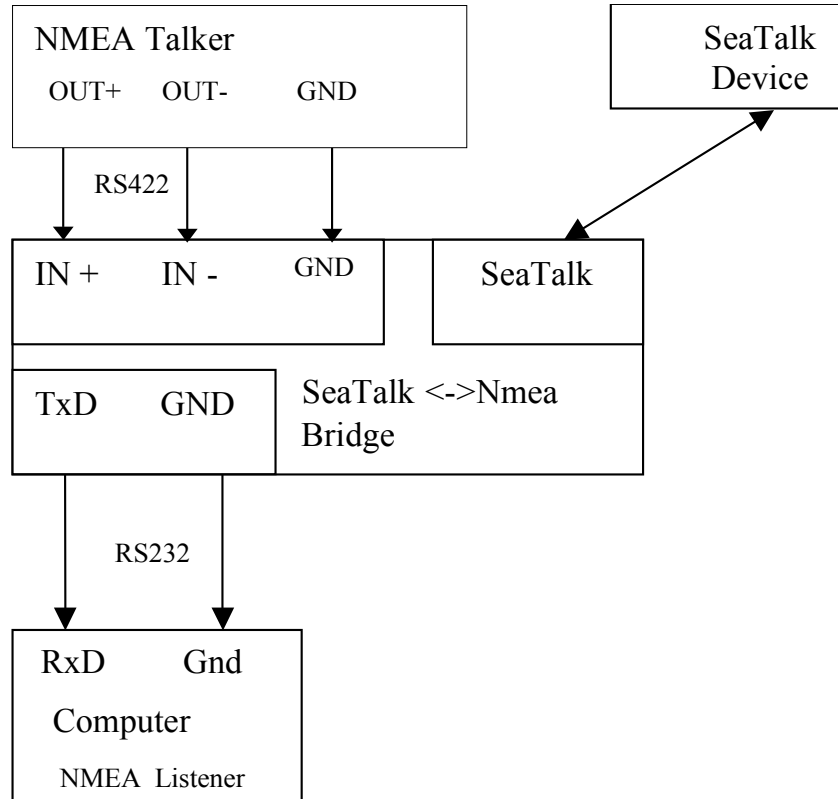 NMEA Talker
OUT+ OUT- GND
SeaTalk
Device
RS422
IN + IN - GND
SeaTalk
TxD GND
SeaTalk <->Nmea
Bridge
RS232
RxD Gnd
Computer
NMEA Listener